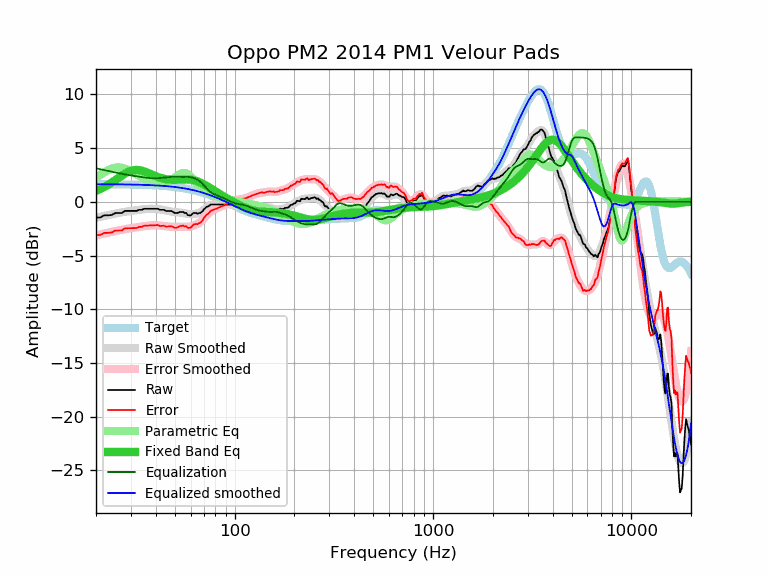 Oppo PM2 2014 PM1 Velour Pads
Amplitude (dBr)
10
5
0
−5
−10
−15
−20
−25
Target
Raw Smoothed
Error Smoothed
Raw
Error
Parametric Eq
Fixed Band Eq
Equalization
Equalized smoothed
100
1000
10000
Frequency (Hz)